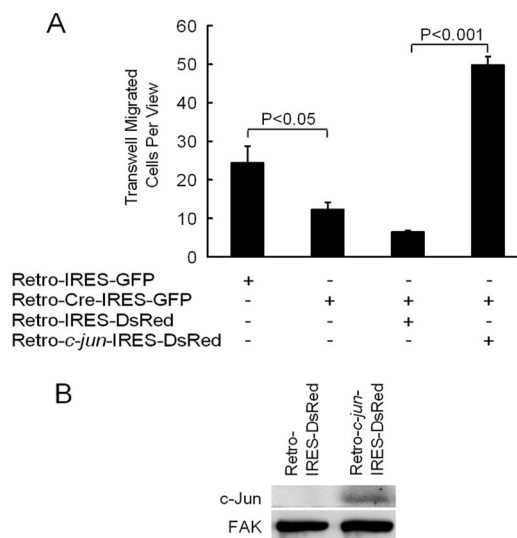 A
P<0.001
P<0.05
Transwell Migrated
Cells Per View
60
50
40
30
20
10
0
Retro-IRES-GFP + - - -
Retro-Cre-IRES-GFP - + + +
Retro-IRES-DsRed - - + -
Retro-c-jun-IRES-DsRed - - - +
B
Retro-
IRES-DsRed
Retro-c-jun-
IRES-DsRed
c-Jun
FAK